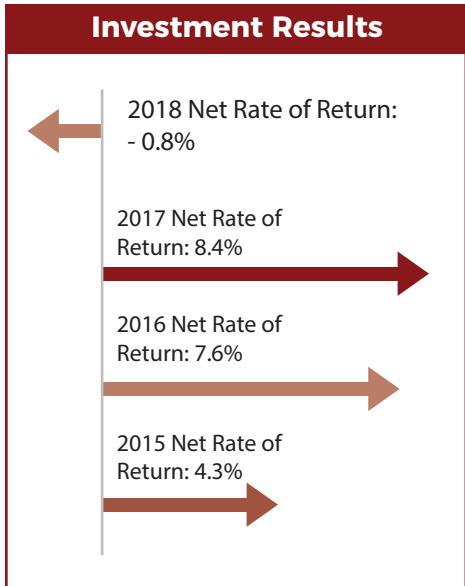 Investment Results
2018 Net Rate of Return:
- 0.8%
2017 Net Rate of
Return: 8.4%
2016 Net Rate of
Return: 7.6%
2015 Net Rate of
Return: 4.3%